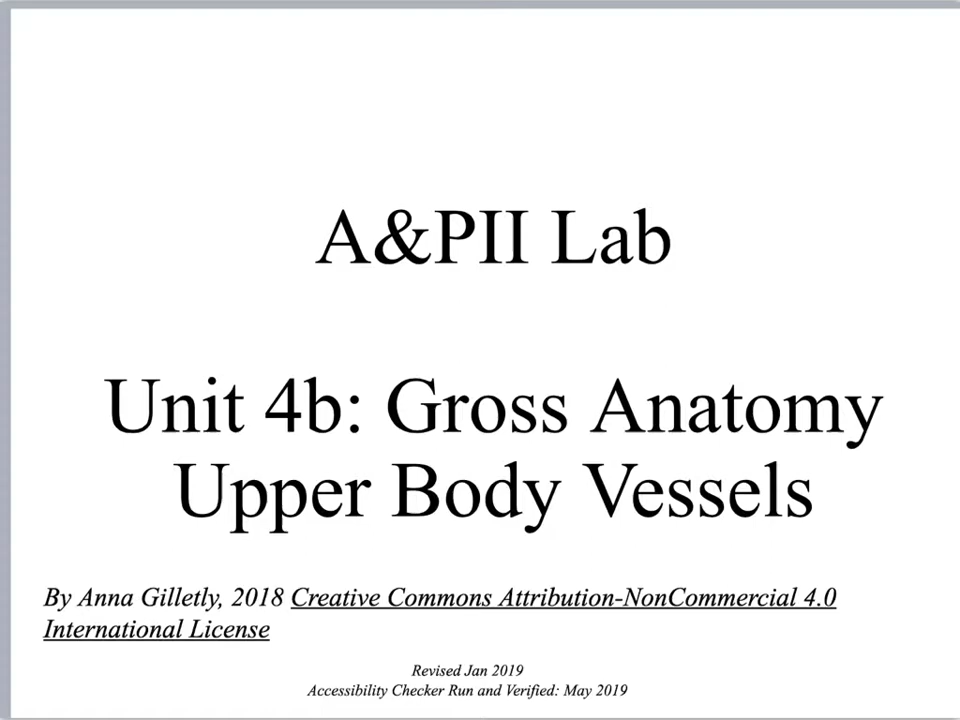 A&PII Lab
Unit 4b: Gross Anatomy
Upper Body Vessels
By Anna Gilletly, 2018 Creative Commons Attribution-NonCommercial 4.0
International License
Revised Jan 2019
Accessibility Checker Run and Verified: May 2019